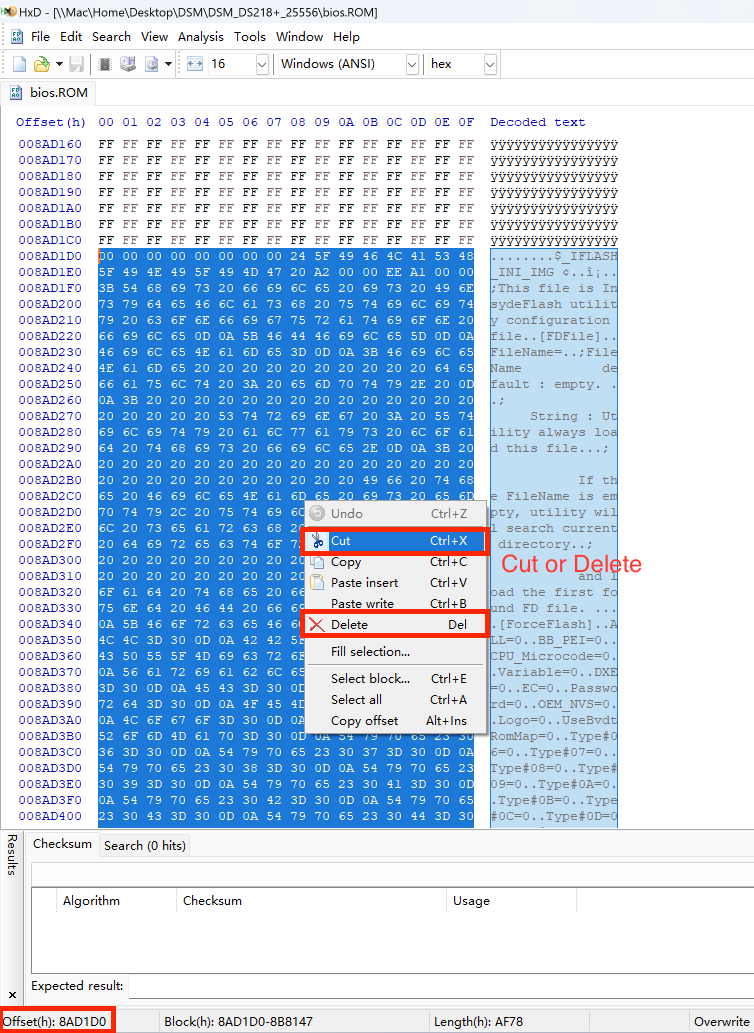 HxD - [\\Mac\Home\Desktop\DSM\DSM_DS218+_25556\bios.ROM]
File Edit Search View Analysis Tools Window Help
16 Windows (ANSI) hex
bios.ROM
Offset(h) 00 01 02 03 04 05 06 07 08 09 0A 0B 0C 0D 0E 0F Decoded text
008AD160 FF FF FF FF FF FF FF FF FF FF FF FF FF FF FF FF ÿÿÿÿÿÿÿÿÿÿÿÿÿÿÿÿ
008AD170 FF FF FF FF FF FF FF FF FF FF FF FF FF FF FF FF ÿÿÿÿÿÿÿÿÿÿÿÿÿÿÿÿ
008AD180 FF FF FF FF FF FF FF FF FF FF FF FF FF FF FF FF ÿÿÿÿÿÿÿÿÿÿÿÿÿÿÿÿ
008AD190 FF FF FF FF FF FF FF FF FF FF FF FF FF FF FF FF ÿÿÿÿÿÿÿÿÿÿÿÿÿÿÿÿ
008AD1A0 FF FF FF FF FF FF FF FF FF FF FF FF FF FF FF FF ÿÿÿÿÿÿÿÿÿÿÿÿÿÿÿÿ
008AD1B0 FF FF FF FF FF FF FF FF FF FF FF FF FF FF FF FF ÿÿÿÿÿÿÿÿÿÿÿÿÿÿÿÿ
008AD1C0 FF FF FF FF FF FF FF FF FF FF FF FF FF FF FF FF ÿÿÿÿÿÿÿÿÿÿÿÿÿÿÿÿ
008AD1D0 00 00 00 00 00 00 00 00 24 5F 49 46 4C 41 53 48 ........$_IFLASH
008AD1E0 5F 49 4E 49 5F 49 4D 47 20 A2 00 00 EE A1 00 00 _INI_IMG ¢..î¡..
008AD1F0 3B 54 68 69 73 20 66 69 6C 65 20 69 73 20 49 6E ;This file is In
008AD200 73 79 64 65 46 6C 61 73 68 20 75 74 69 6C 69 74 sydeFlash utilit
008AD210 79 20 63 6F 6E 66 69 67 75 72 61 74 69 6F 6E 20 y configuration
008AD220 66 69 6C 65 0D 0A 5B 46 44 46 69 6C 65 5D 0D 0A file..[FDFile]..
008AD230 46 69 6C 65 4E 61 6D 65 3D 0D 0A 3B 46 69 6C 65 FileName=..;File
008AD240 4E 61 6D 65 20 20 20 20 20 20 20 20 20 20 64 65 Name de
008AD250 66 61 75 6C 74 20 3A 20 65 6D 70 74 79 2E 20 0D fault : empty. .
008AD260 0A 3B 20 20 20 20 20 20 20 20 20 20 20 20 20 20 .;
008AD270 20 20 20 20 20 53 74 72 69 6E 67 20 3A 20 55 74 String : Ut
008AD280 69 6C 69 74 79 20 61 6C 77 61 79 73 20 6C 6F 61 ility always loa
008AD290 64 20 74 68 69 73 20 66 69 6C 65 2E 0D 0A 3B 20 d this file...;
008AD2A0 20 20 20 20 20 20 20 20 20 20 20 20 20 20 20 20
008AD2B0 20 20 20 20 20 20 20 20 20 20 20 49 66 20 74 68 If th
008AD2C0 65 20 46 69 6C 65 4E 61 6D 65 20 69 73 20 65 6D e FileName is em
008AD2D0 70 74 79 2C 20 75 74 69 6C pty, utility wil
008AD2E0 6C 20 73 65 61 72 63 68 20 l search current
008AD2F0 20 64 69 72 65 63 74 6F 72 directory..;
008AD300 20 20 20 20 20 20 20 20
008AD310 20 20 20 20 20 20 20 20 and l
008AD320 6F 61 64 20 74 68 65 20 66 oad the first fo
008AD330 75 6E 64 20 46 44 20 66 und FD file. ...
008AD340 0A 5B 46 6F 72 63 65 46 .[ForceFlash]..A
008AD350 4C 4C 3D 30 0D 0A 42 42 LL=0..BB_PEI=0..
008AD360 43 50 55 5F 4D 69 63 72 CPU_Microcode=0.
008AD370 0A 56 61 72 69 61 62 6C .Variable=0..DXE
008AD380 3D 30 0D 0A 45 43 3D 30 =0..EC=0..Passwo
008AD390 72 64 3D 30 0D 0A 4F 45 rd=0..OEM_NVS=0.
008AD3A0 0A 4C 6F 67 6F 3D 30 0D .Logo=0..UseBvdt
008AD3B0 52 6F 6D 4D 61 70 3D 30 0D 0A 54 79 70 65 23 30 RomMap=0..Type#0
008AD3C0 36 3D 30 0D 0A 54 79 70 65 23 30 37 3D 30 0D 0A 6=0..Type#07=0..
008AD3D0 54 79 70 65 23 30 38 3D 30 0D 0A 54 79 70 65 23 Type#08=0..Type#
008AD3E0 30 39 3D 30 0D 0A 54 79 70 65 23 30 41 3D 30 0D 09=0..Type#0A=0.
008AD3F0 0A 54 79 70 65 23 30 42 3D 30 0D 0A 54 79 70 65 .Type#0B=0..Type
008AD400 23 30 43 3D 30 0D 0A 54 79 70 65 23 30 44 3D 30 #0C=0..Type#0D=0
Undo Ctrl+Z
Cut Ctrl+X
Copy Ctrl+C
Paste insert Ctrl+V
Paste write Ctrl+B
Delete Del
Fill selection...
Select block... Ctrl+E
Select all Ctrl+A
Copy offset Alt+Ins
Cut or Delete
Results
Checksum Search (0 hits)
Algorithm Checksum Usage
Expected result:
Offset(h): 8AD1D0 Block(h): 8AD1D0-8B8147 Length(h): AF78 Overwrite